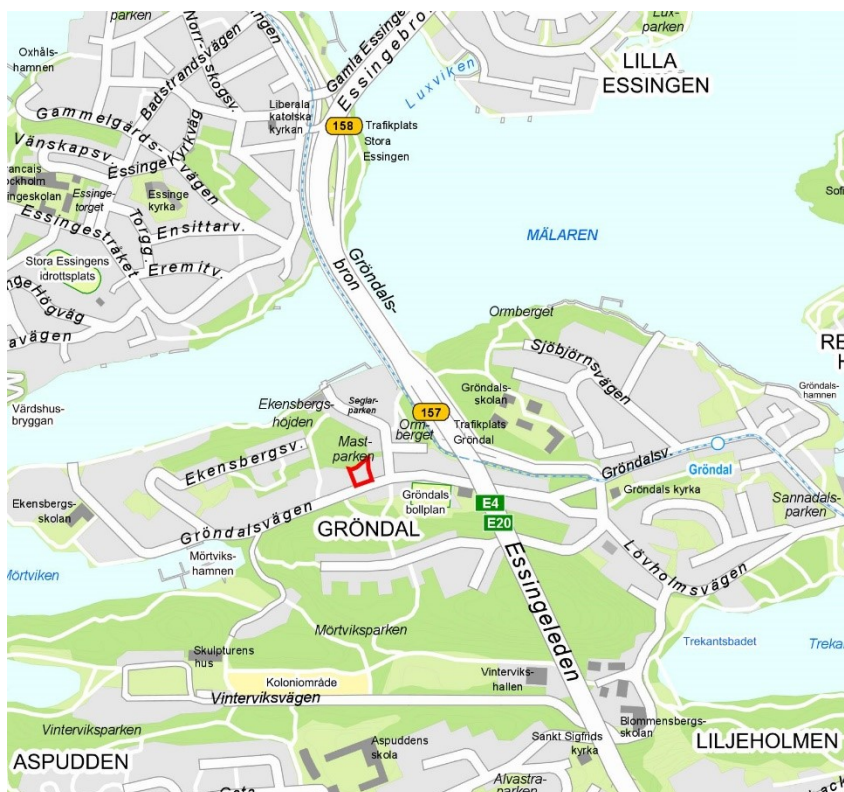 parken
Oxhåls-
hamnen
Badstrandsvägen
Norr-
skogsv.
Gamla Essinge
Essingebro
Luxviken
Lux-
parken
LILLA
ESSINGEN
Liberala
katolska
kyrkan
158
Trafikplats
Stora
Essingen
Gammelgårds-
vägen
Vänskapsv.
Essinge Kyrkväg
Essinge-
torget
Essinge
kyrka
Torgg.
Ensittarv.
Essingestråket
Eremitv.
Stora Essingens
idrottsplats
Högväg
avägen
MÄLAREN
Gröndals-
bron
Ormberget
Sjöbjörnsvägen
Gröndals-
hamnen
Värdshus-
bryggan
Ekensbergs-
höjden
Seglar-
parken
Gröndals-
skolan
157
Orm-
berget
Trafikplats
Gröndal
Mast-
parken
Ekensbergsv.
Gröndalsv.
Gröndal
Ekensbergs-
skolan
Gröndalsvägen
GRÖNDAL
Gröndals
bollplan
E4
E20
Gröndals kyrka
Sannadals-
parken
Mörtviks-
hamnen
Mörtviken
Essingeleden
Lövholmsvägen
Mörtviksparken
Trekantsbadet
Skulpturens
hus
Koloniområde
Vinterviks-
hallen
Vinterviksvägen
Vinterviksparken
Blommensbergs-
skolan
Sankt Sigfrids
kyrka
LILJEHOLMEN
ASPUDDEN
Aspuddens
skola
Alvastra-
parken